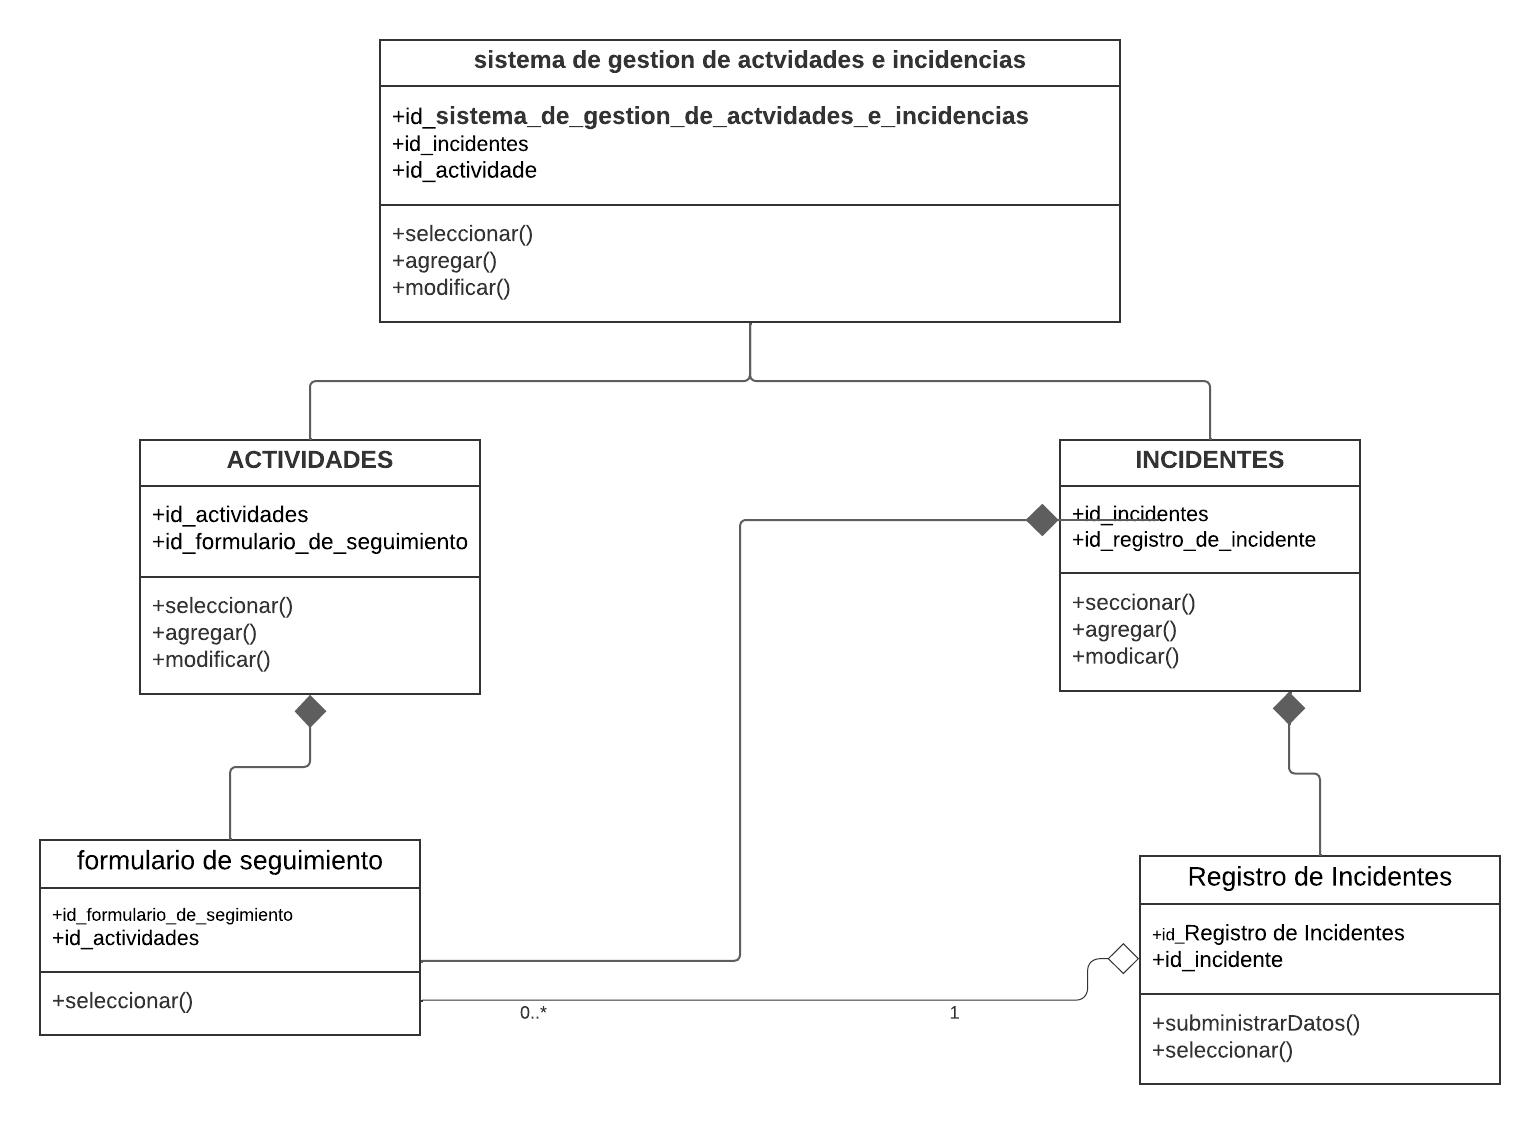 sistema de gestion de actvidades e incidencias
+id_sistema_de_gestion_de_actvidades_e_incidencias
+id_incidentes
+id_actividade
+seleccionar()
+agregar()
+modificar()
ACTIVIDADES
+id_actividades
+id_formulario_de_seguimiento
+seleccionar()
+agregar()
+modificar()
INCIDENTES
+id_incidentes
+id_registro_de_incidente
+seccionar()
+agregar()
+modicar()
formulario de seguimiento
+id_formulario_de_segimiento
+id_actividades
+seleccionar()
0..*
1
Registro de Incidentes
+id_Registro de Incidentes
+id_incidente
+subministrarDatos()
+seleccionar()